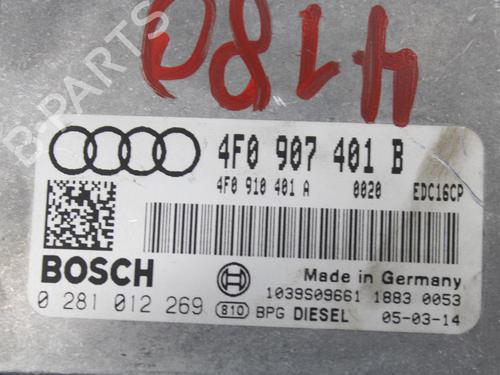 4180
B-PARTS
4F0 907 401 B
4F0 910 401 A 0020 EDC16CP
BOSCH
Made in Germany
1039S09661 1883 0053
0 281 012 269 810 BPG DIESEL 05-03-14